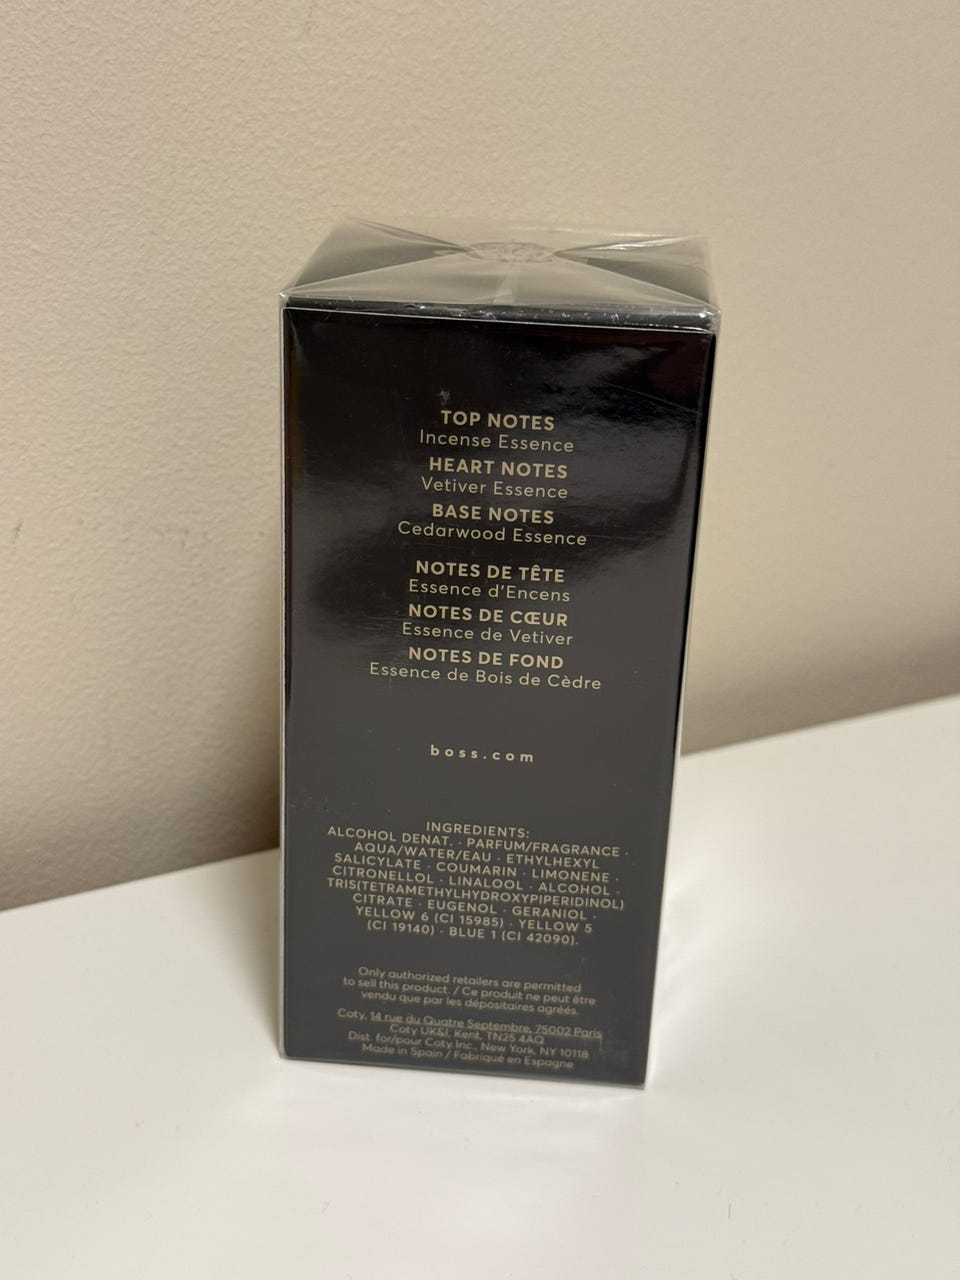 TOP NOTES
Incense Essence
HEART NOTES
Vetiver Essence
BASE NOTES
Cedarwood Essence
NOTES DE TÊTE
Essence d'Encens
NOTES DE CŒUR
Essence de Vetiver
NOTES DE FOND
Essence de Bois de Cèdre
boss.com
INGREDIENTS:
ALCOHOL DENAT. · PARFUM/FRAGRANCE ·
AQUA/WATER/EAU · ETHYLHEXYL
SALICYLATE · COUMARIN · LIMONENE ·
CITRONELLOL · LINALOOL · ALCOHOL ·
TRIS(TETRAMETHYLHYDROXYPIPERIDINOL)
CITRATE · EUGENOL · GERANIOL ·
YELLOW 6 (CI 15985) · YELLOW 5
(CI 19140) · BLUE 1 (CI 42090).
Only authorized retailers are permitted
to sell this product. / Ce produit ne peut être
vendu que par les dépositaires agréés.
Coty, 14 rue du Quatre Septembre, 75002 Paris
Coty UK&I, Kent, TN25 4AQ
Dist. for/pour Coty Inc., New York, NY 10118
Made in Spain / Fabriqué en Espagne